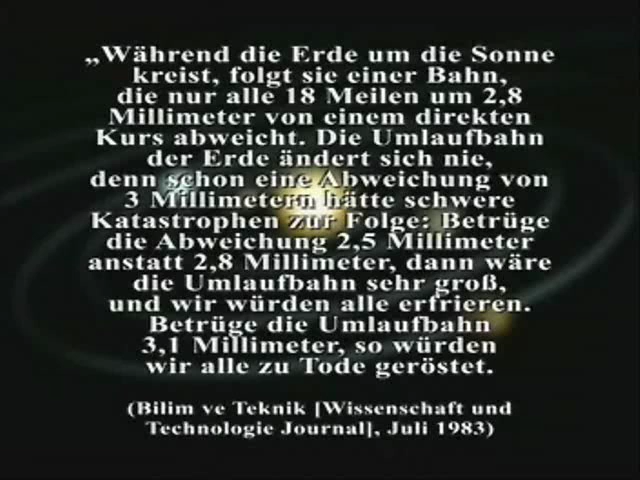 „Während die Erde um die Sonne
kreist, folgt sie einer Bahn,
die nur alle 18 Meilen um 2,8
Millimeter von einem direkten
Kurs abweicht. Die Umlaufbahn
der Erde ändert sich nie,
denn schon eine Abweichung von
3 Millimetern hätte schwere
Katastrophen zur Folge: Betrüge
die Abweichung 2,5 Millimeter
anstatt 2,8 Millimeter, dann wäre
die Umlaufbahn sehr groß,
und wir würden alle erfrieren.
Betrüge die Umlaufbahn
3,1 Millimeter, so würden
wir alle zu Tode geröstet.
(Bilim ve Teknik [Wissenschaft und
Technologie Journal], Juli 1983)